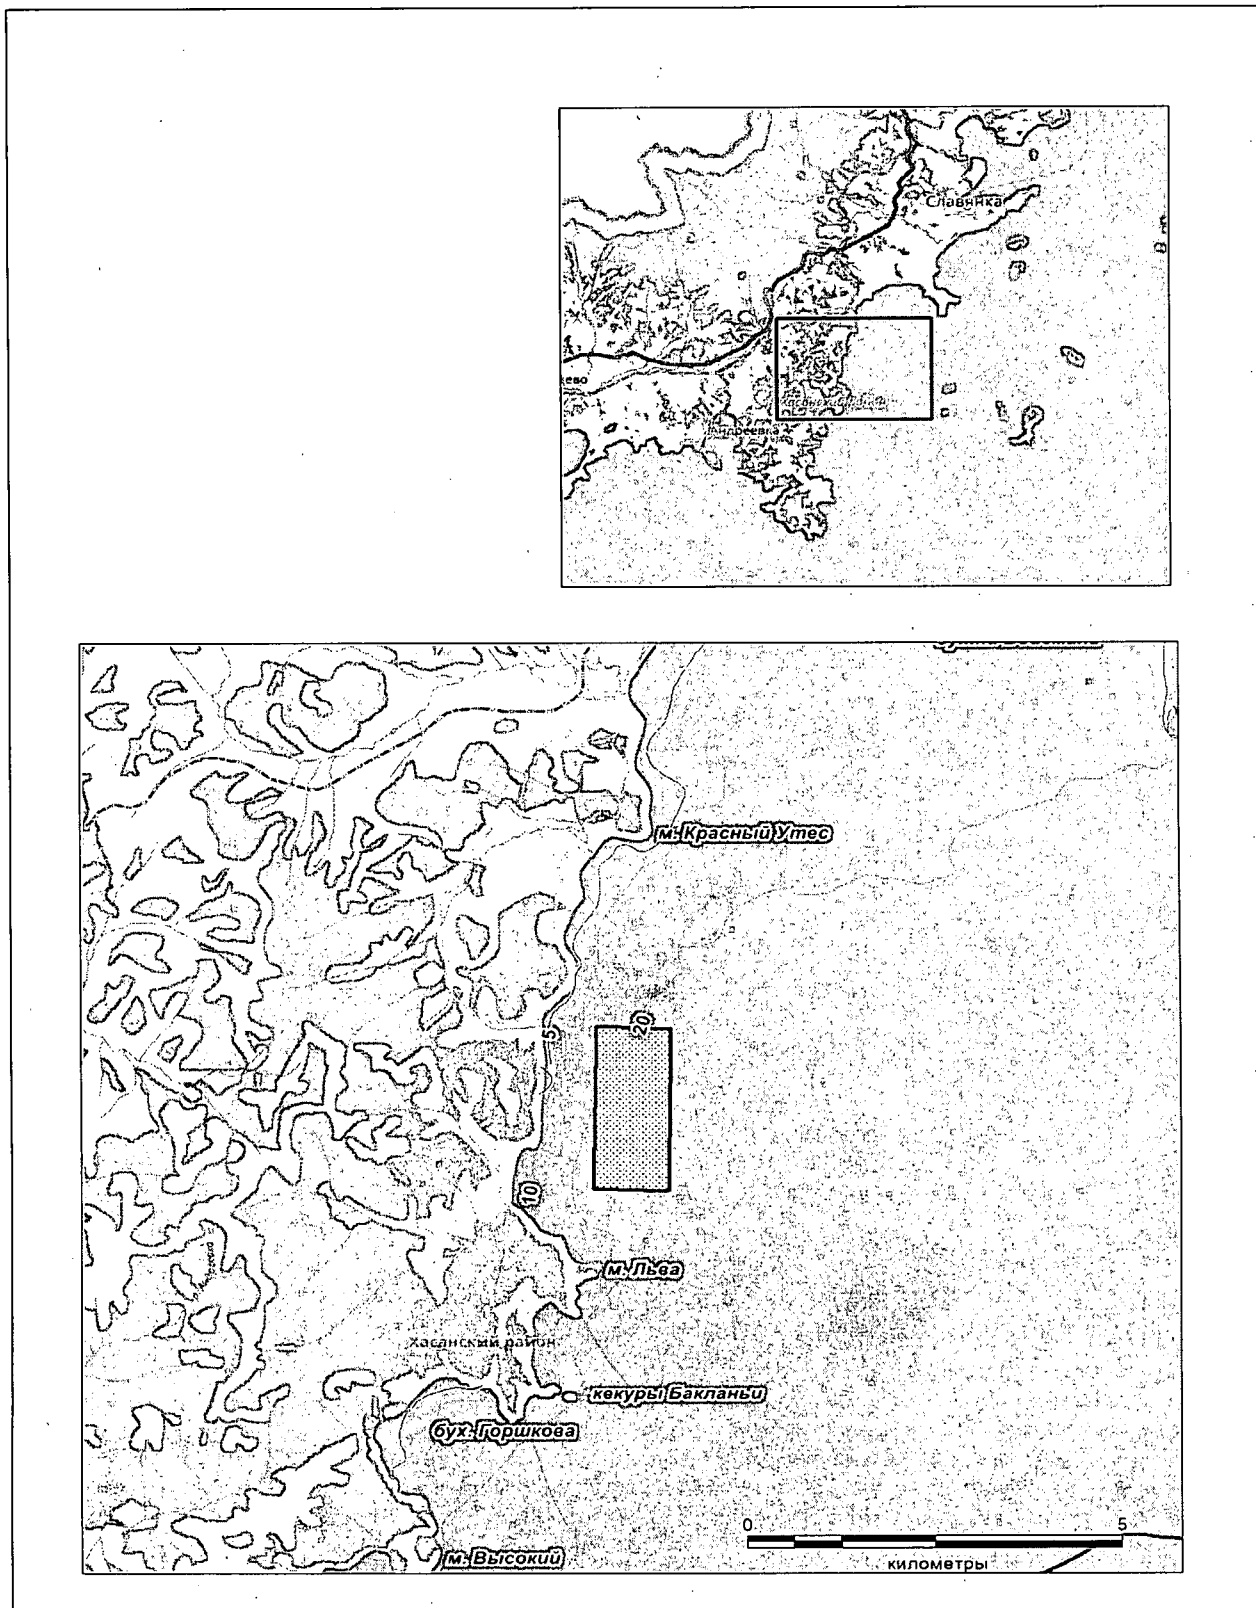 Славянка
Андреевка
м. Красный Утес
5
20
10
м. Льва
Хасанский район
кекуры Бакланьи
бух. Горшкова
0 5
километры
м. Высокий